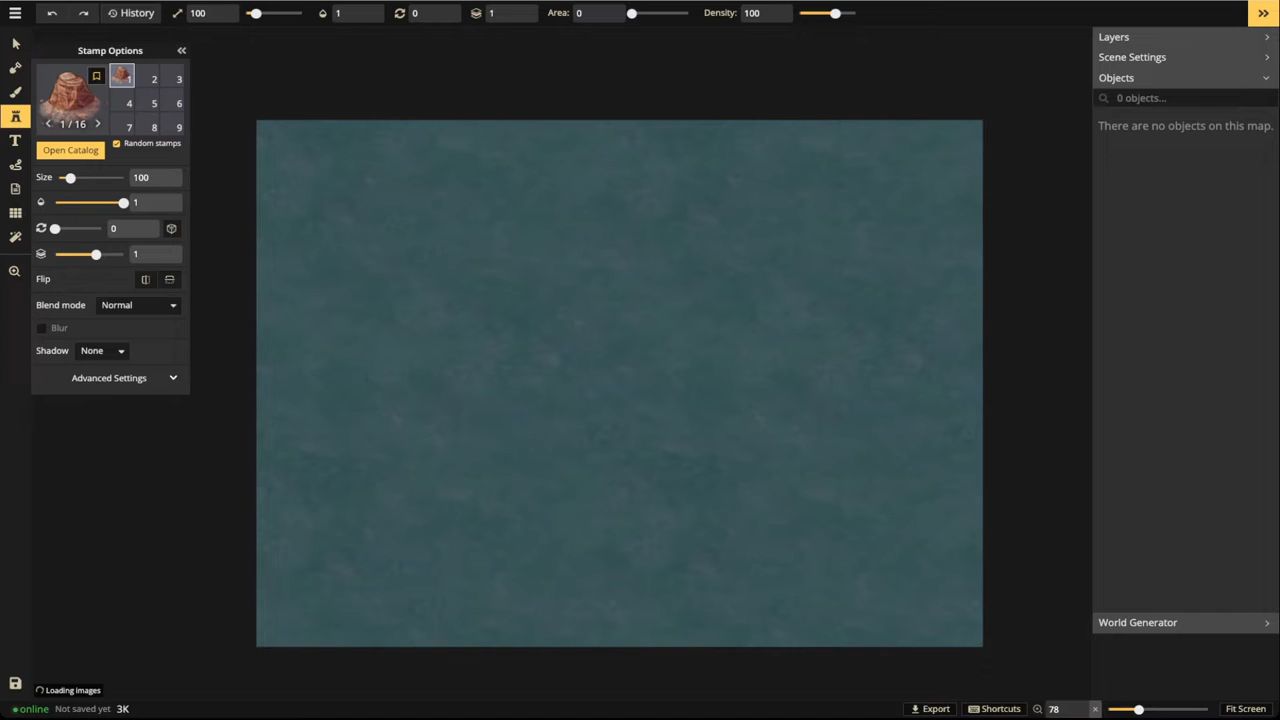 History 100 1 0 1 Area: 0 Density: 100
Stamp Options
1 2 3
4 5 6
7 8 9
1 / 16
Open Catalog Random stamps
Size 100
1
0
1
Flip
Blend mode Normal
Blur
Shadow None
Advanced Settings
Layers
Scene Settings
Objects
0 objects...
There are no objects on this map.
World Generator
Loading images
online Not saved yet 3K
Export Shortcuts 78 × Fit Screen